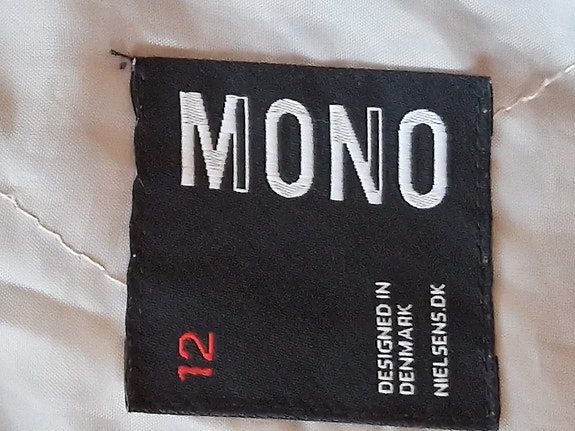 MONO
12
DESIGNED IN
DENMARK
NIELSENS.DK